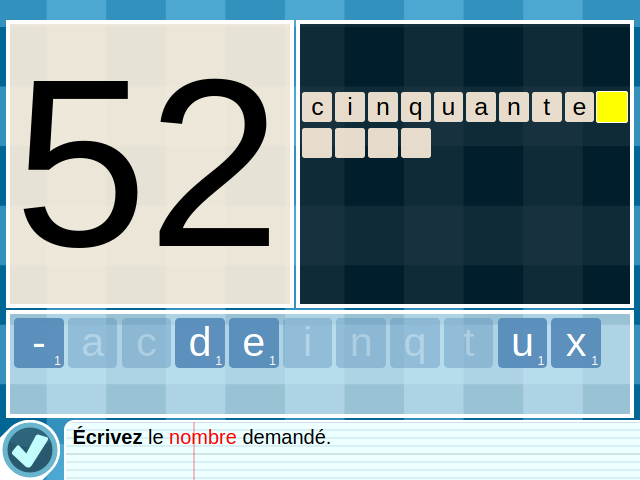 52
cinquante
- 1 a c d 1 e 1 i n q t u 1 x 1
Écrivez le nombre demandé.